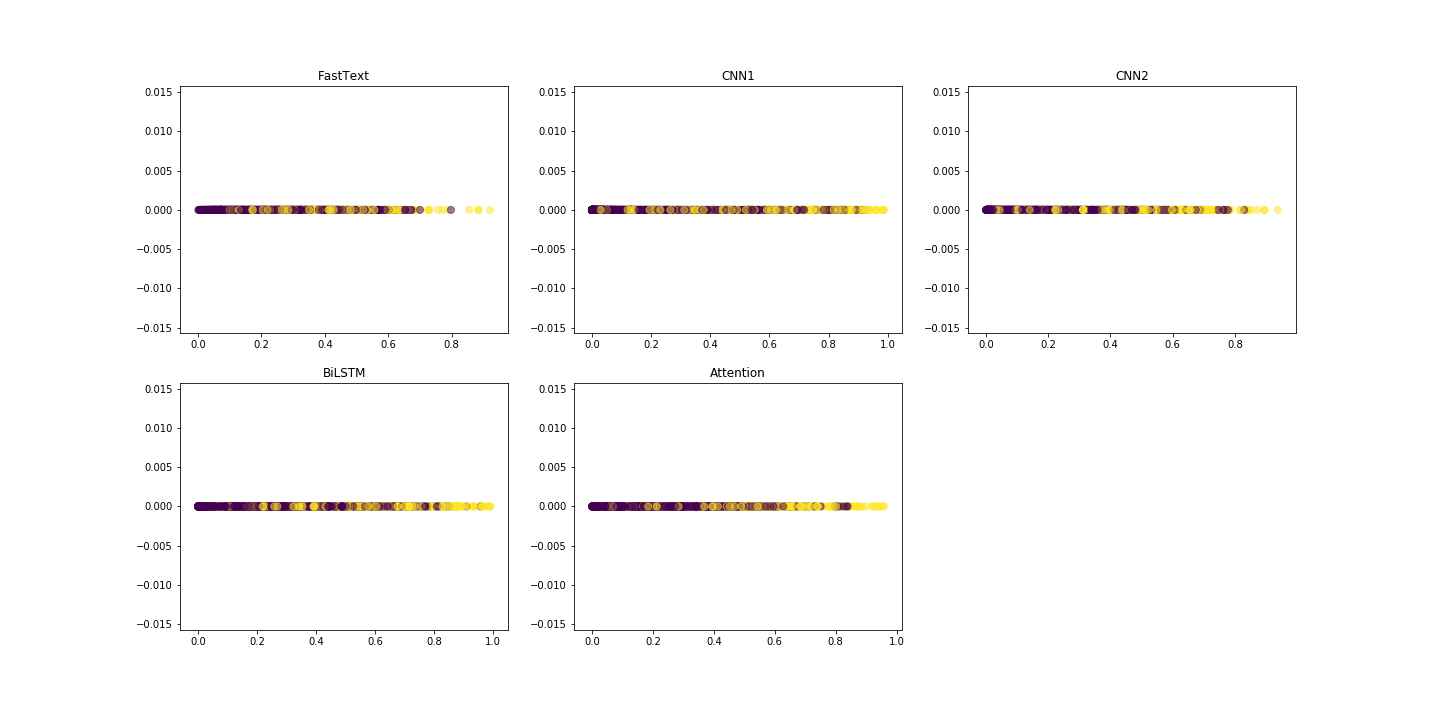 FastText CNN1 CNN2
0.015 0.015 0.015
0.010 0.010 0.010
0.005 0.005 0.005
0.000 0.000 0.000
−0.005 −0.005 −0.005
−0.010 −0.010 −0.010
−0.015 −0.015 −0.015
0.0 0.2 0.4 0.6 0.8 0.0 0.2 0.4 0.6 0.8 1.0 0.0 0.2 0.4 0.6 0.8
BiLSTM Attention
0.015 0.015
0.010 0.010
0.005 0.005
0.000 0.000
−0.005 −0.005
−0.010 −0.010
−0.015 −0.015
0.0 0.2 0.4 0.6 0.8 1.0 0.0 0.2 0.4 0.6 0.8 1.0